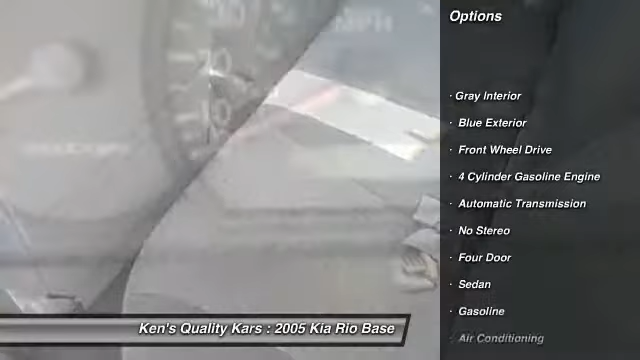 Options
· Gray Interior
· Blue Exterior
· Front Wheel Drive
· 4 Cylinder Gasoline Engine
· Automatic Transmission
· No Stereo
· Four Door
· Sedan
· Gasoline
· Air Conditioning
MPH
Ken's Quality Kars : 2005 Kia Rio Base